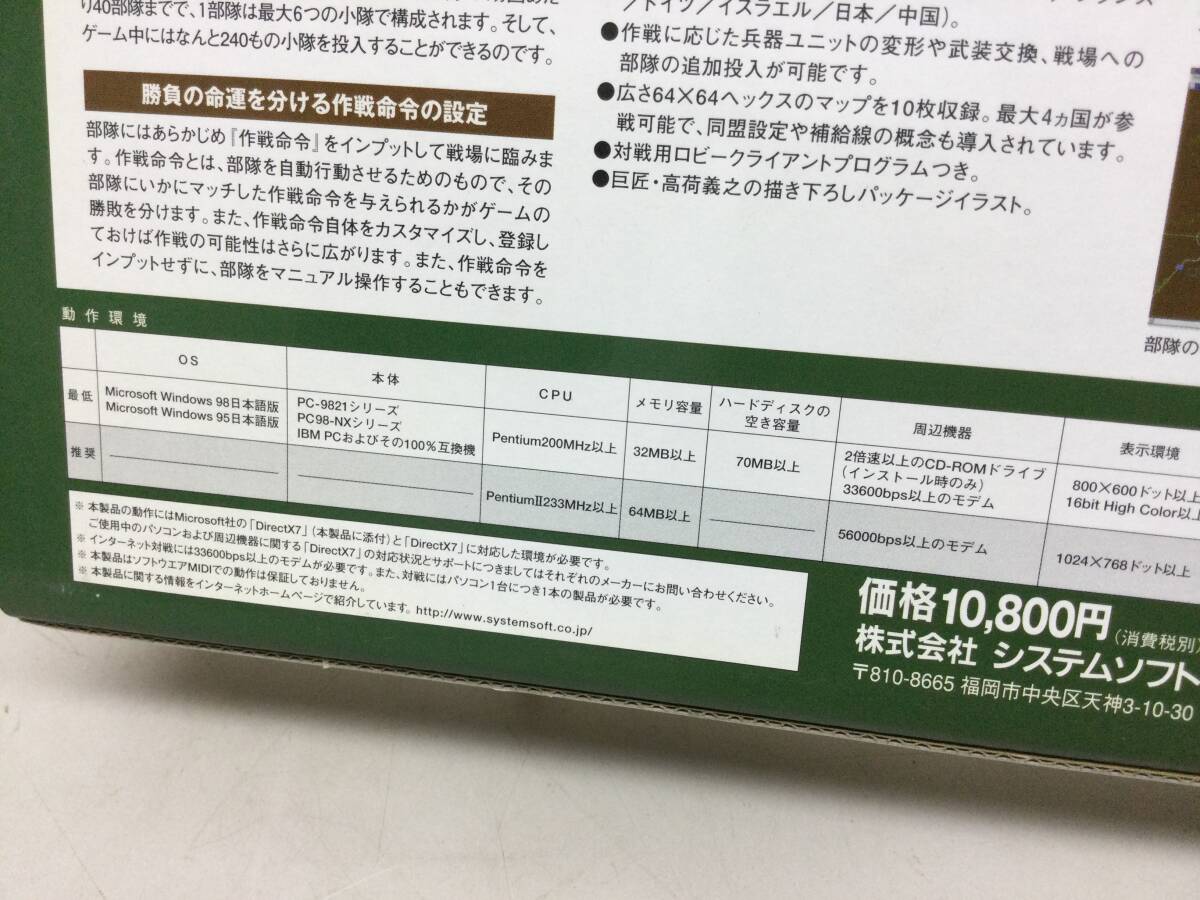 り40部隊までで、1部隊は最大6つの小隊で構成されます。そして、
ゲーム中にはなんと240もの小隊を投入することができるのです。
勝負の命運を分ける作戦命令の設定
部隊にはあらかじめ『作戦命令』をインプットして戦場に臨みま
す。作戦命令とは、部隊を自動行動させるためのもので、その
部隊にいかにマッチした作戦命令を与えられるかがゲームの
勝敗を分けます。また、作戦命令自体をカスタマイズし、登録し
ておけば作戦の可能性はさらに広がります。また、作戦命令を
インプットせずに、部隊をマニュアル操作することもできます。
／ドイツ／イスラエル／日本／中国)。
●作戦に応じた兵器ユニットの変形や武装交換、戦場への
部隊の追加投入が可能です。
●広さ64×64ヘックスのマップを10枚収録。最大4ヵ国が参
戦可能で、同盟設定や補給線の概念も導入されています。
●対戦用ロビークライアントプログラムつき。
●巨匠・高荷義之の描き下ろしパッケージイラスト。
部隊の
動作環境
OS 本体 CPU メモリ容量 ハードディスクの空き容量 周辺機器 表示環境
最低 Microsoft Windows 98日本語版 PC-9821シリーズ Pentium200MHz以上 32MB以上 70MB以上 2倍速以上のCD-ROMドライブ 800×600ドット以上
Microsoft Windows 95日本語版 PC98-NXシリーズ (インストール時のみ) 16bit High Color以上
IBM PCおよびその100%互換機 33600bps以上のモデム
推奨 PentiumⅡ233MHz以上 64MB以上 56000bps以上のモデム 1024×768ドット以上
※ 本製品の動作にはMicrosoft社の「DirectX7」(本製品に添付)と「DirectX7」に対応した環境が必要です。
ご使用中のパソコンおよび周辺機器に関する「DirectX7」の対応状況とサポートにつきましてはそれぞれのメーカーにお問い合わせください。
※ インターネット対戦には33600bps以上のモデムが必要です。また、対戦にはパソコン1台につき1本の製品が必要です。
※ 本製品はソフトウエアMIDIでの動作は保証しておりません。
※ 本製品に関する情報をインターネットホームページで紹介しています。 http://www.systemsoft.co.jp/
価格10,800円(消費税別)
株式会社 システムソフト
〒810-8665 福岡市中央区天神3-10-30